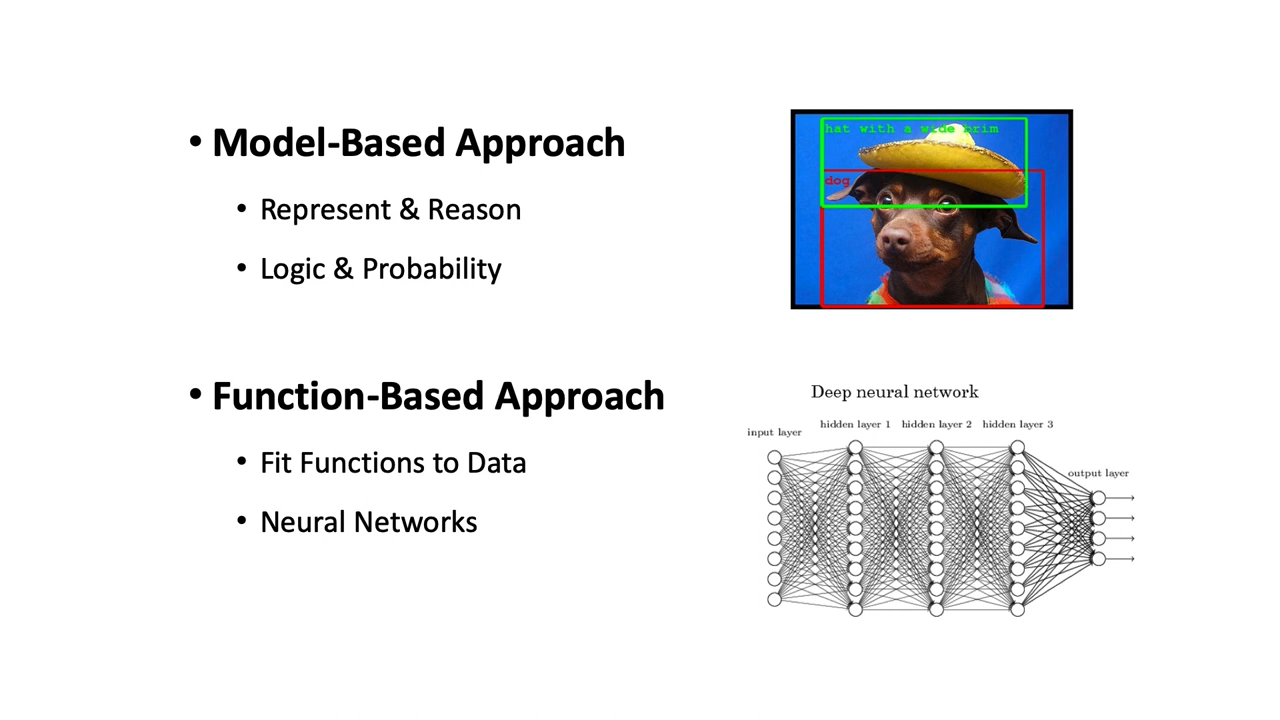 • Model-Based Approach
• Represent & Reason
• Logic & Probability
hat with a wide brim
dog
• Function-Based Approach
• Fit Functions to Data
• Neural Networks
Deep neural network
input layer
hidden layer 1 hidden layer 2 hidden layer 3
output layer